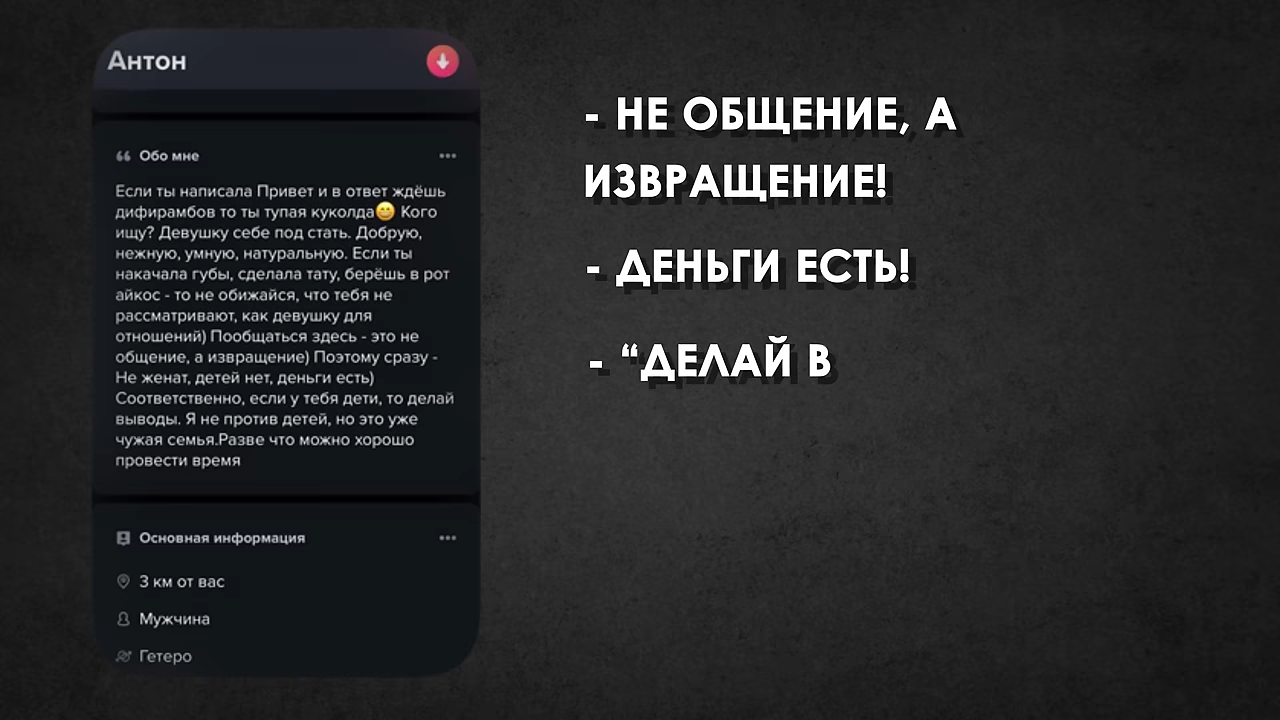 Антон
Обо мне
Если ты написала Привет и в ответ ждёшь
дифирамбов то ты тупая куколда😄 Кого
ищу? Девушку себе под стать. Добрую,
нежную, умную, натуральную. Если ты
накачала губы, сделала тату, берёшь в рот
айкос - то не обижайся, что тебя не
рассматривают, как девушку для
отношений) Пообщаться здесь - это не
общение, а извращение) Поэтому сразу -
Не женат, детей нет, деньги есть)
Соответственно, если у тебя дети, то делай
выводы. Я не против детей, но это уже
чужая семья.Разве что можно хорошо
провести время
Основная информация
3 км от вас
Мужчина
Гетеро
- НЕ ОБЩЕНИЕ, А
ИЗВРАЩЕНИЕ!
- ДЕНЬГИ ЕСТЬ!
- “ДЕЛАЙ В